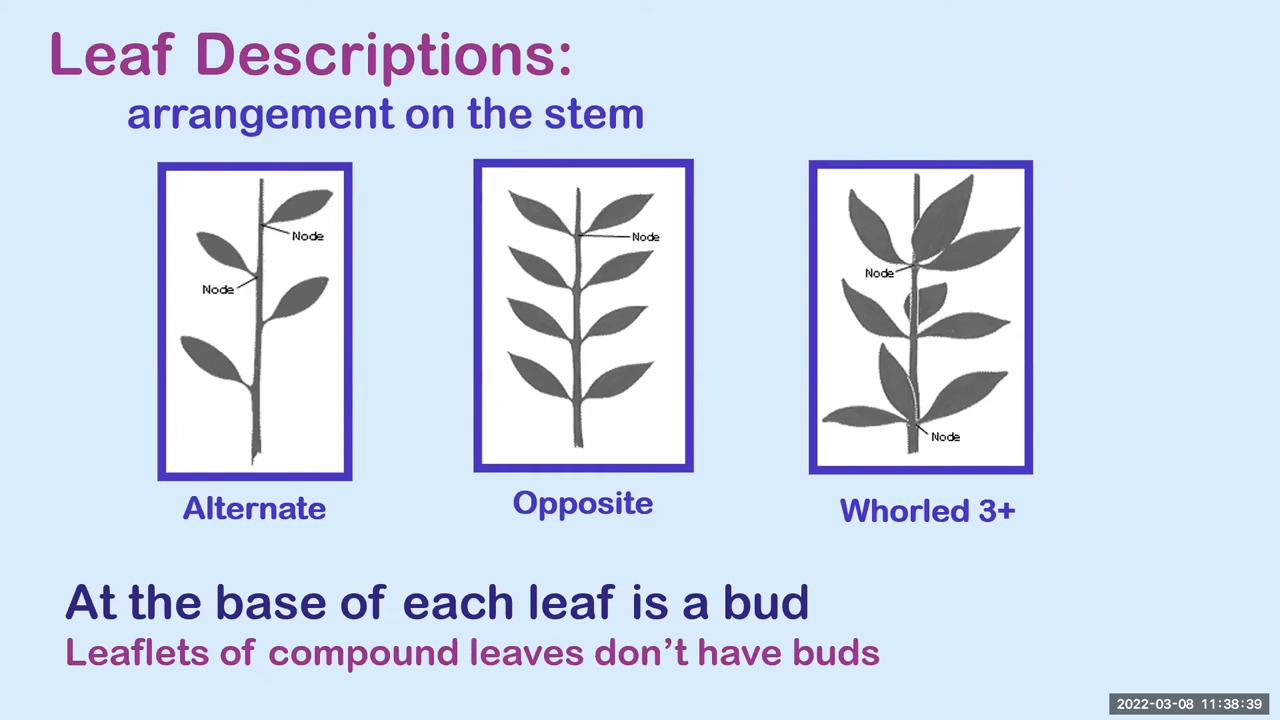 Leaf Descriptions:
arrangement on the stem
Node
Node
Node
Node
Node
Alternate
Opposite
Whorled 3+
At the base of each leaf is a bud
Leaflets of compound leaves don’t have buds
2022-03-08 11:38:39